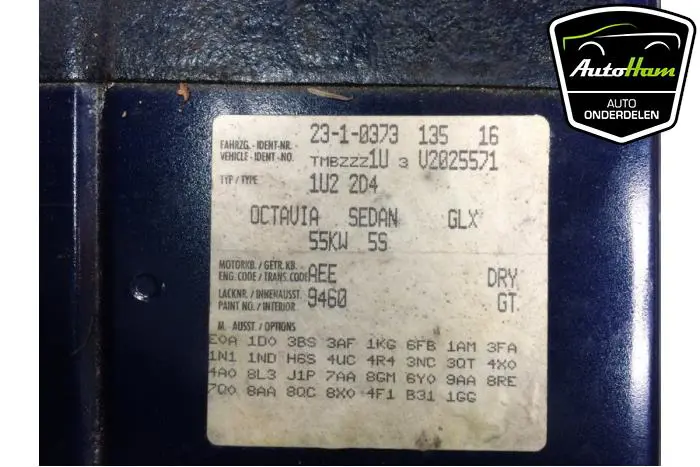 AutoHam
AUTO
ONDERDELEN
23-1-0373 135 16
FAHRZG.-IDENT-NR.
VEHICLE-IDENT-NO. TMBZZZ1U 3 V2025571
TYP/TYPE 1U2 2D4
OCTAVIA SEDAN GLX
55KW 5S
MOTORKB./GETR.KB.
ENG.CODE/TRANS.CODE AEE DRY
LACKNR./INNENAUSST.
PAINT NO./INTERIOR 9460 GT.
M. AUSST./OPTIONS
E0A 1D0 3BS 3AF 1KG 6FB 1AM 3FA
1N1 1ND H6S 4UC 4R4 3NC 3QT 4X0
4A0 8L3 J1P 7AA 8GM 6Y0 9AA 8RE
7Q0 8AA 8QC 8X0 4F1 B31 1GG